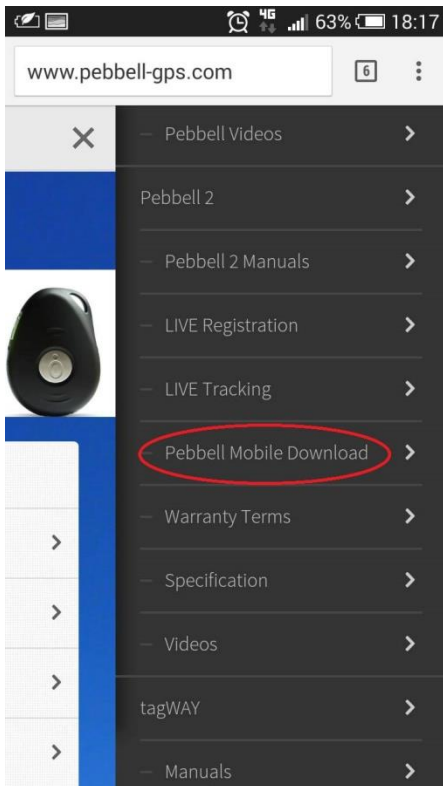 4G 63% 18:17
www.pebbell-gps.com 6
Pebbell Videos
Pebbell 2
Pebbell 2 Manuals
LIVE Registration
LIVE Tracking
Pebbell Mobile Download
Warranty Terms
Specification
Videos
tagWAY
Manuals